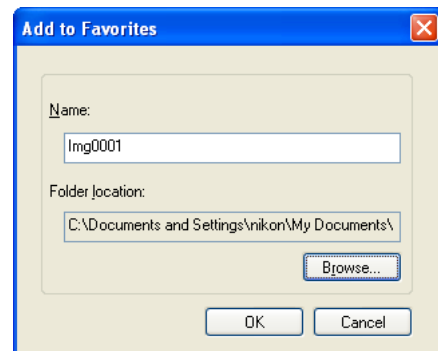 Add to Favorites
Name:
Img0001
Folder location:
C:\Documents and Settings\nikon\My Documents\
Browse...
OK Cancel